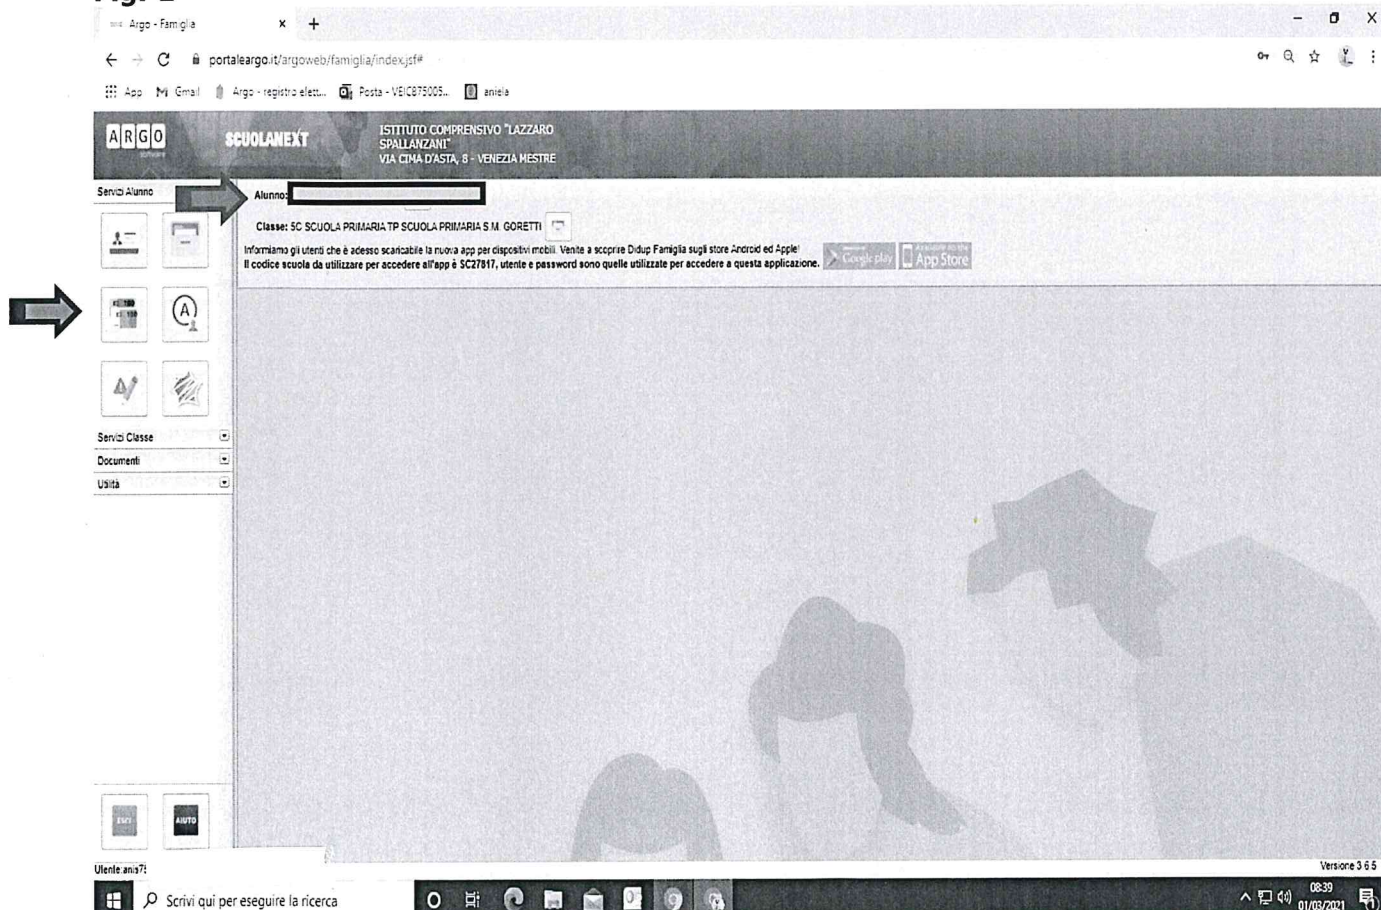 Argo - Famiglia
portaleargo.it/argoweb/famiglia/index.jsf#
App Gmail Argo - registro elett... Posta - VEIC875005... aniela
ARGO
software
SCUOLANEXT
ISTITUTO COMPRENSIVO "LAZZARO
SPALLANZANI"
VIA CIMA D'ASTA, 8 - VENEZIA MESTRE
Servizi Alunno
Alunno:
Classe: 5C SCUOLA PRIMARIA TP SCUOLA PRIMARIA S.M. GORETTI
Informiamo gli utenti che è adesso scaricabile la nuova app per dispositivi mobili. Venite a scoprire Didup Famiglia sugli store Android ed Apple!
Il codice scuola da utilizzare per accedere all'app è SC27817, utente e password sono quelle utilizzate per accedere a questa applicazione.
Google play
App Store
A
Servizi Classe
Documenti
Utilità
ESCI
AIUTO
Utente:anis75
Versione 3.6.5
Scrivi qui per eseguire la ricerca
08:39
01/03/2021